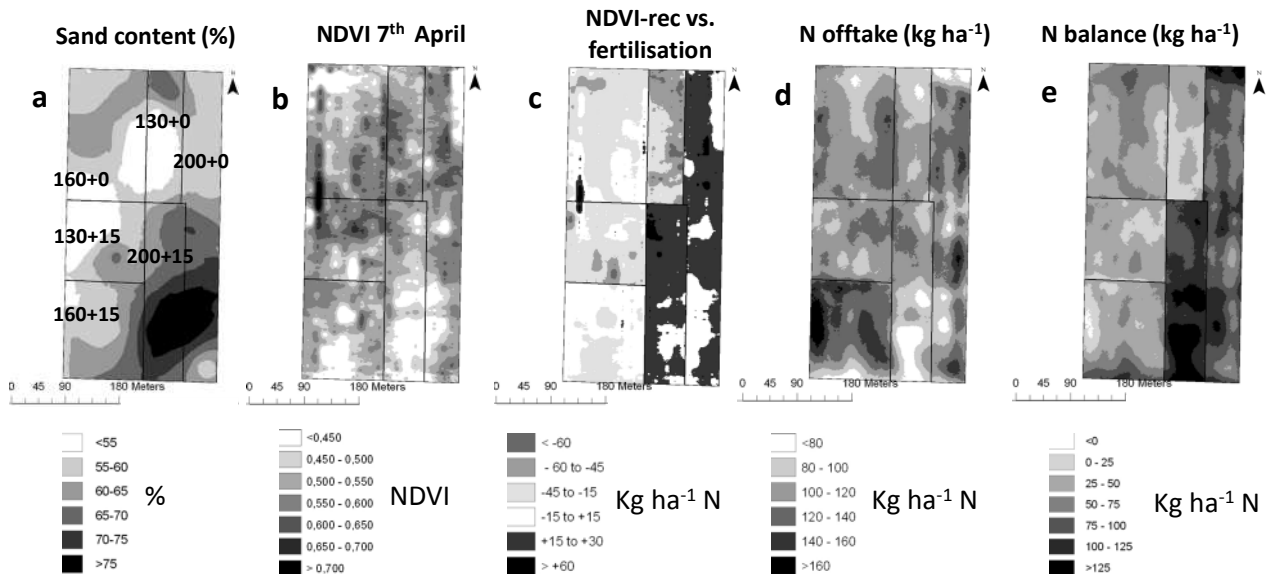 Sand content (%)
NDVI 7th April
NDVI-rec vs.
fertilisation
N offtake (kg ha-1)
N balance (kg ha-1)
a
b
c
d
e
N
N
N
N
N
130+0
200+0
160+0
130+15
200+15
160+15
0 45 90 180 Meters
0 45 90 180 Meters
0 45 90 180 Meters
0 45 90 180 Meters
0 45 90 180 Meters
<55
55-60
60-65
65-70
70-75
>75
%
<0,450
0,450 - 0,500
0,500 - 0,550
0,550 - 0,600
0,600 - 0,650
0,650 - 0,700
> 0,700
NDVI
< -60
- 60 to -45
-45 to -15
-15 to +15
+15 to +30
> +60
Kg ha-1 N
<80
80 - 100
100 - 120
120 - 140
140 - 160
>160
Kg ha-1 N
<0
0 - 25
25 - 50
50 - 75
75 - 100
100 - 125
>125
Kg ha-1 N